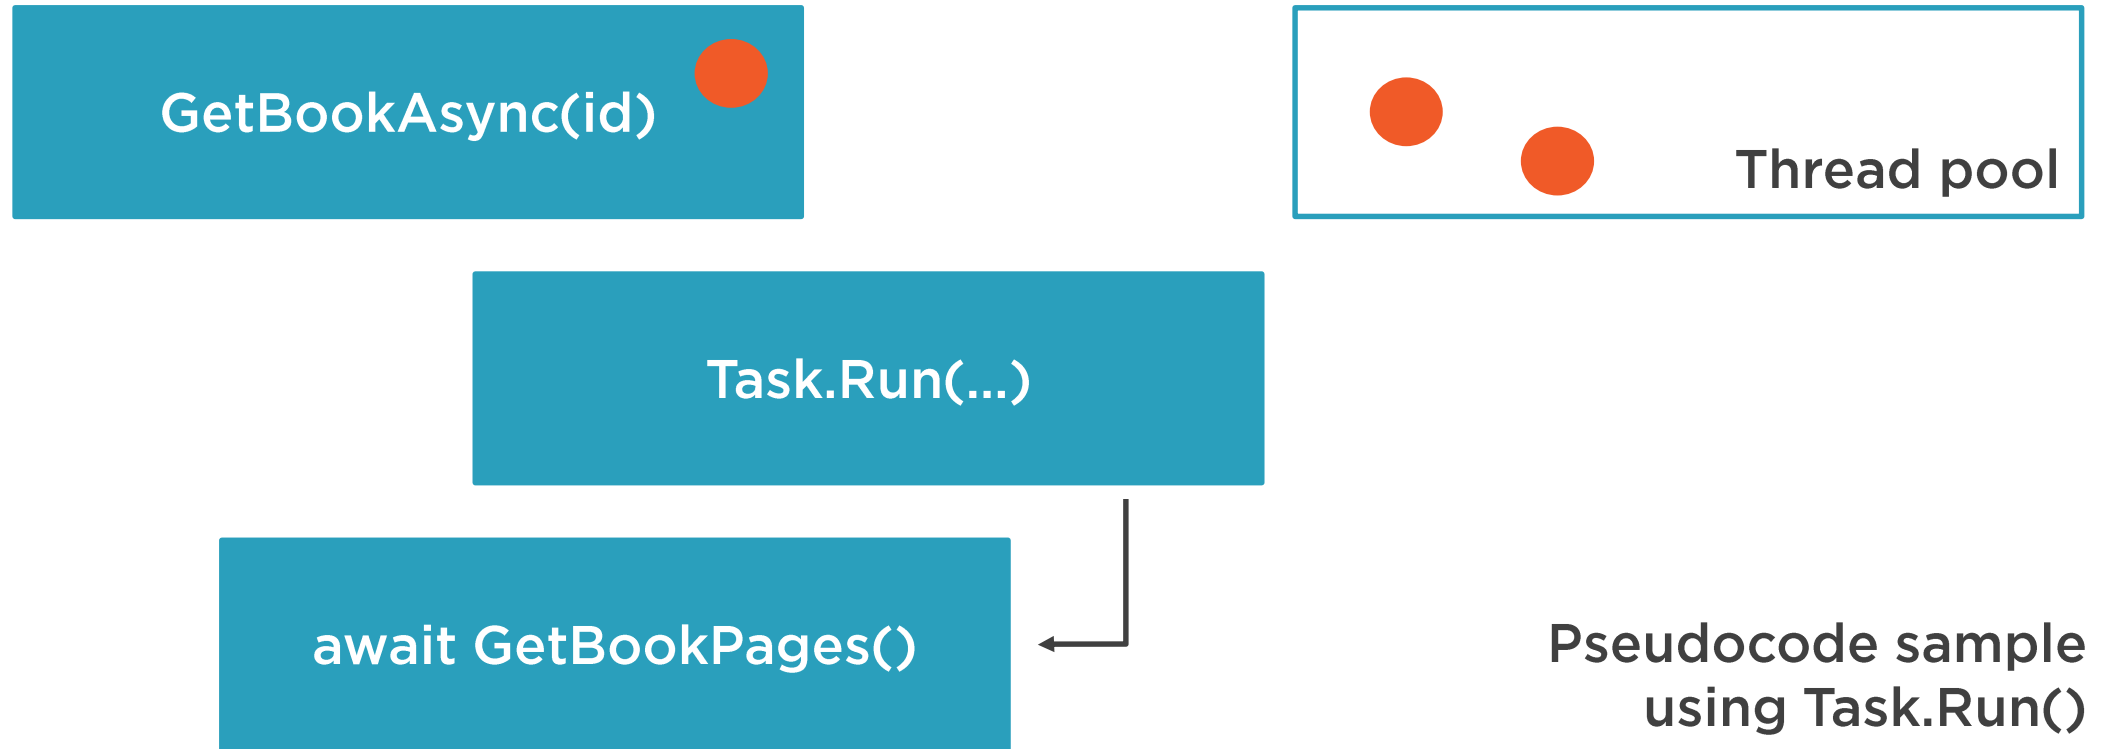 GetBookAsync(id)
Thread pool
Task.Run(...)
await GetBookPages()
Pseudocode sample
using Task.Run()